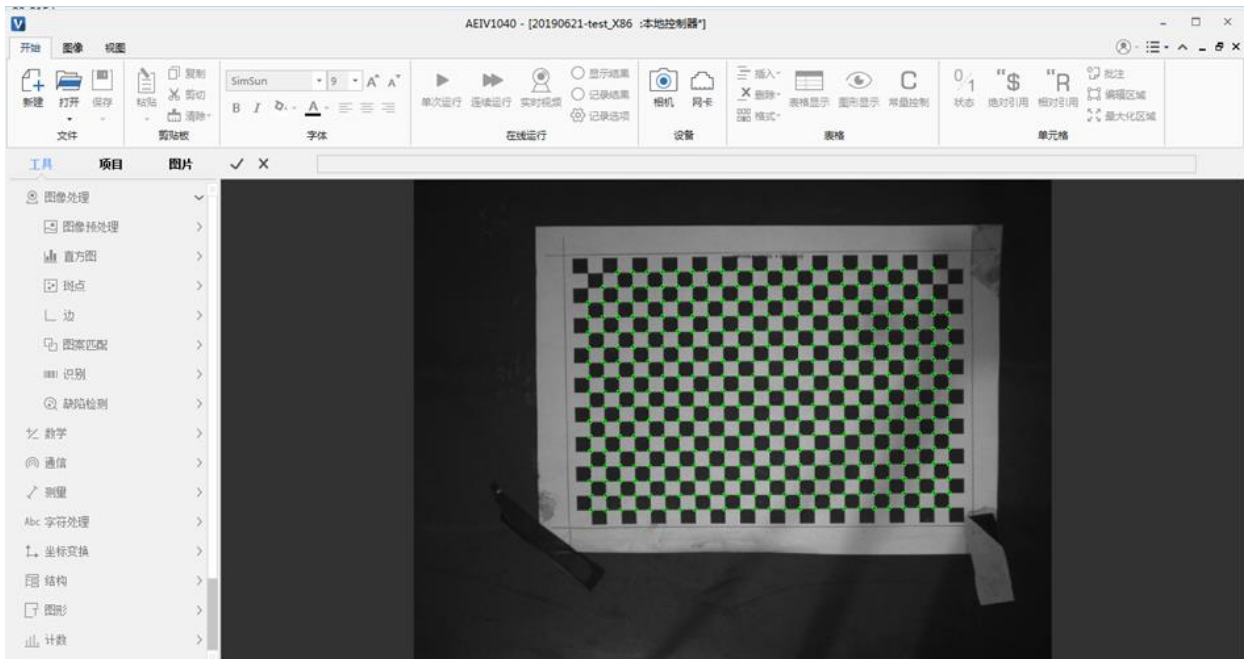 AEIV1040 - [20190621-test_X86 :本地控制器*]
开始 图像 视图
新建 打开 保存
文件
粘贴 复制 剪切 清除
剪贴板
SimSun 9 A A
B I A
字体
单次运行 连续运行 实时视频 显示结果 记录结果 记录选项
在线运行
相机 网卡
设备
插入 删除 格式 表格显示 图形显示 C 常量控制
表格
0/1 状态 "$ 绝对引用 "R 相对引用 批注 编辑区域 最大化区域
单元格
工具 项目 图片
图像处理
图像预处理
直方图
斑点
边
图案匹配
识别
缺陷检测
数学
通信
测量
Abc 字符处理
坐标变换
结构
图形
计数